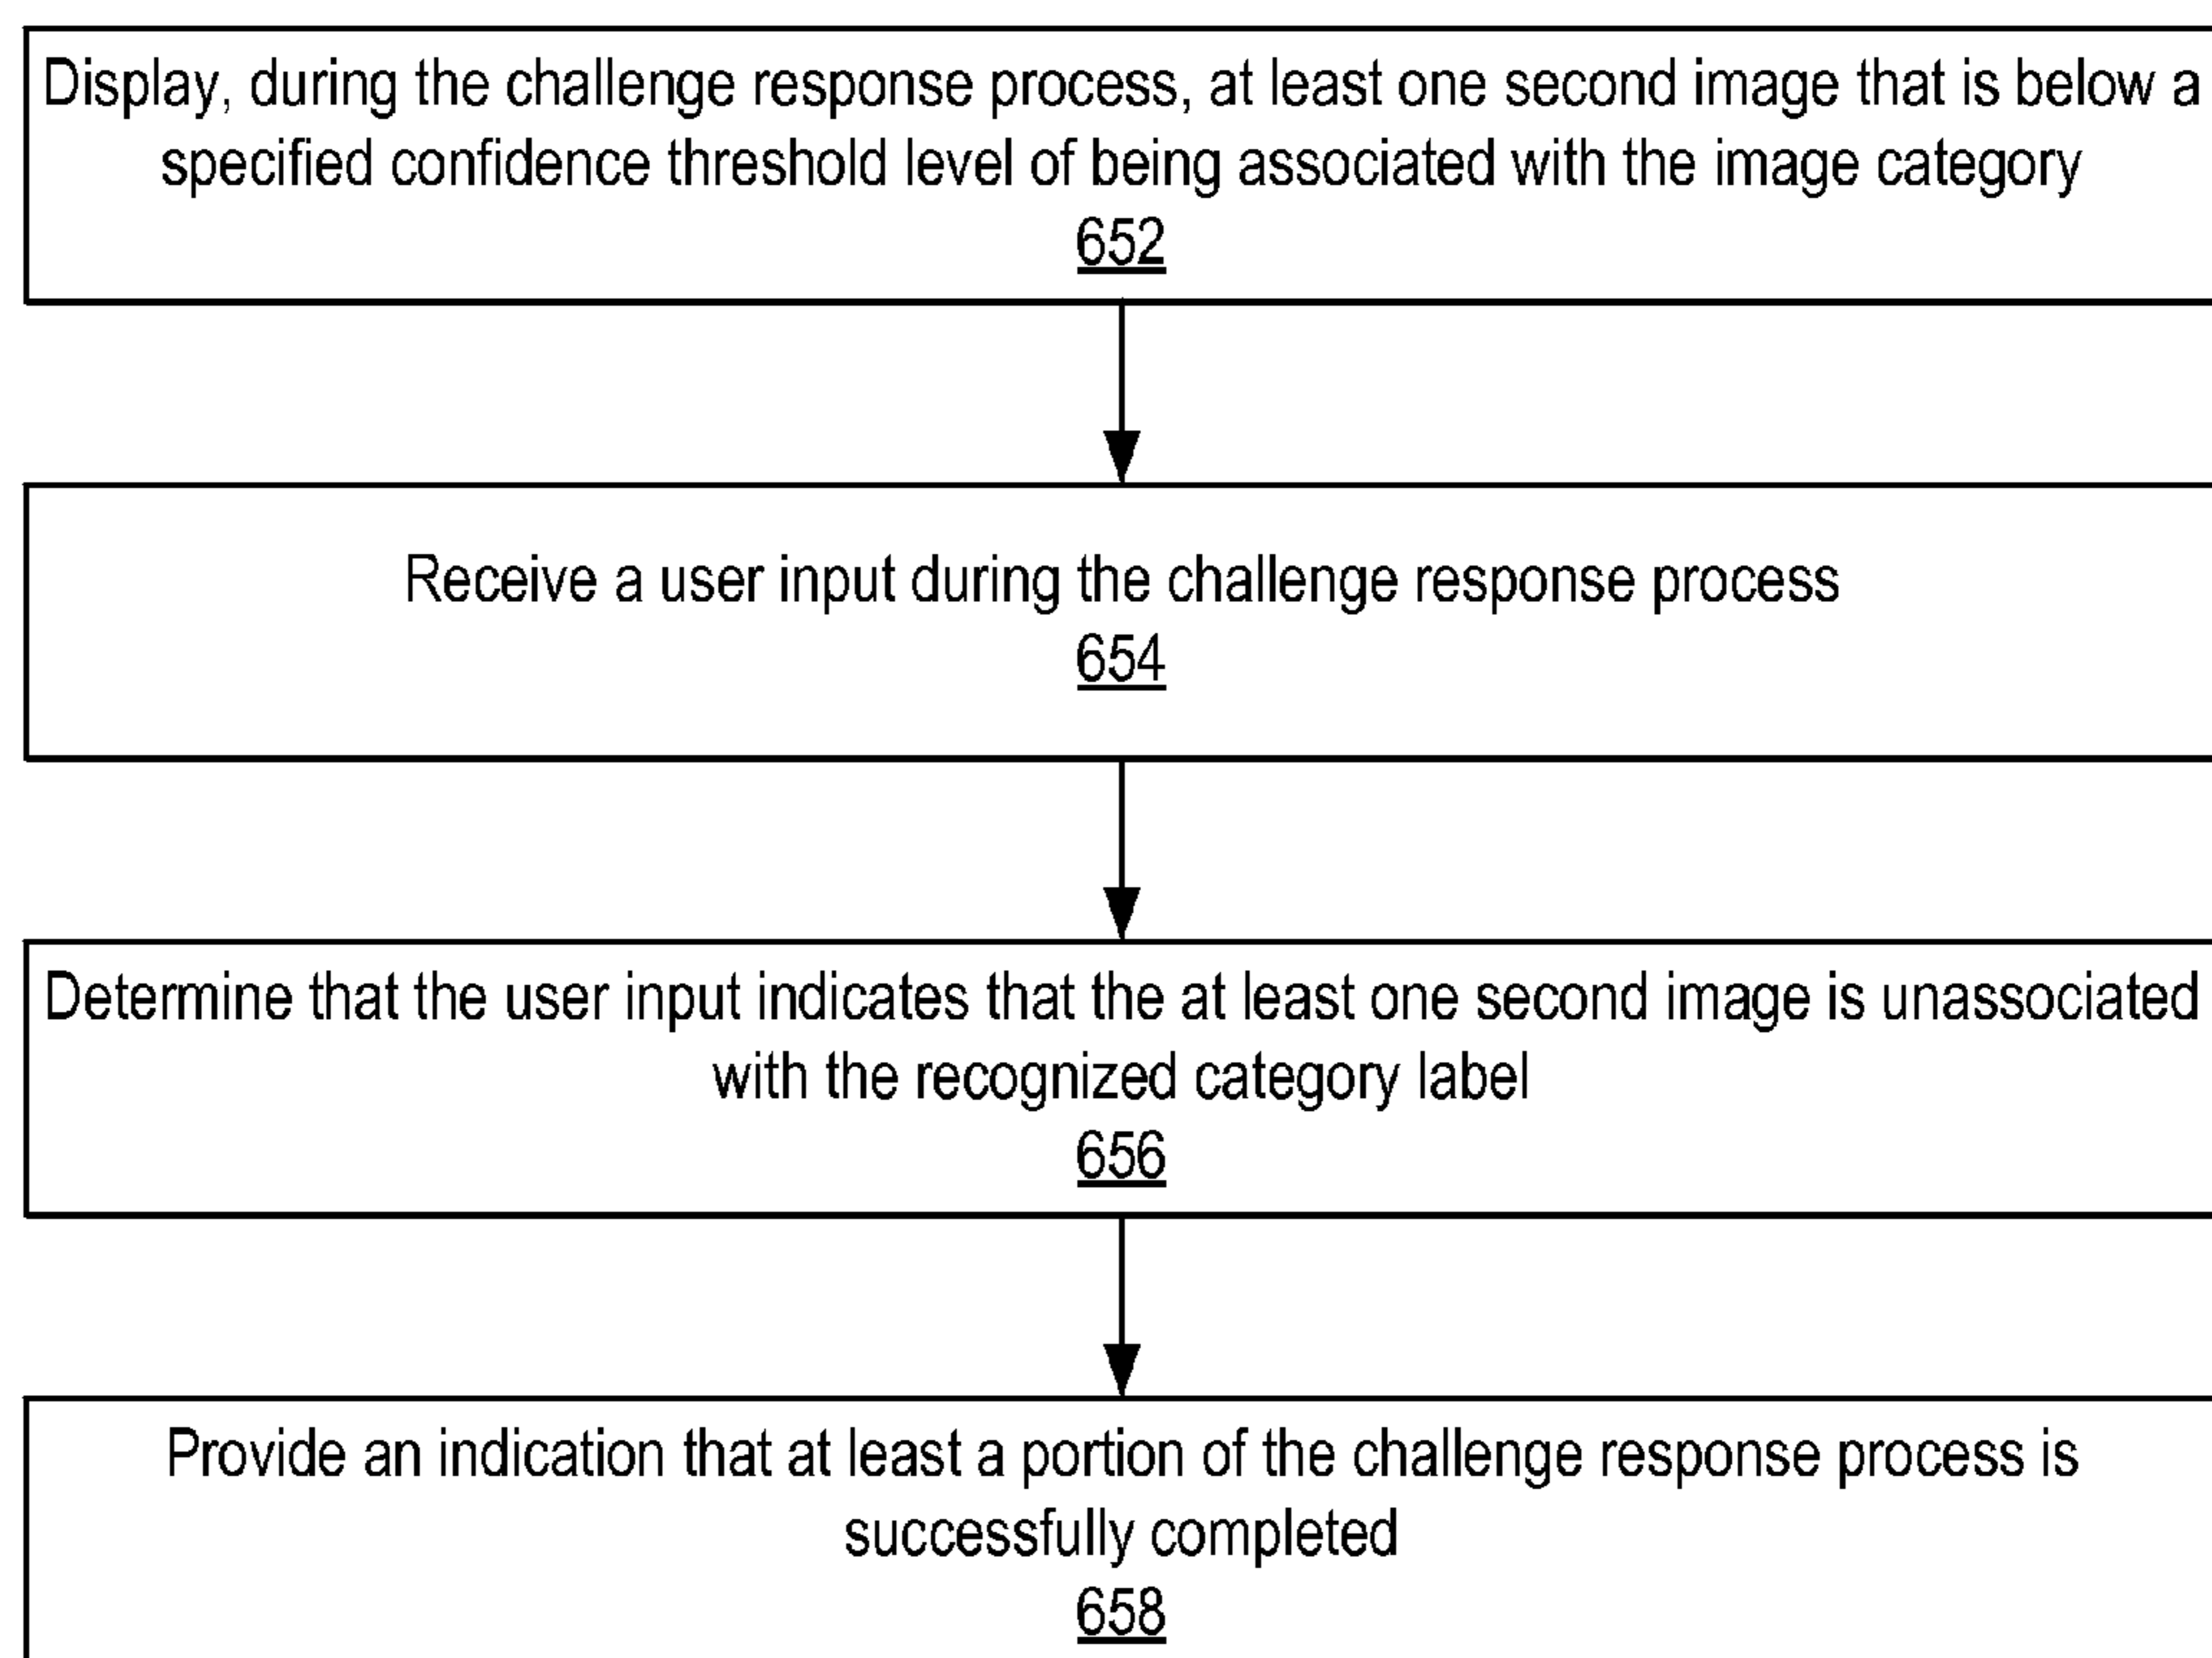 Display, during the challenge response process, at least one second image that is below a
specified confidence threshold level of being associated with the image category
652
Receive a user input during the challenge response process
654
Determine that the user input indicates that the at least one second image is unassociated
with the recognized category label
656
Provide an indication that at least a portion of the challenge response process is
successfully completed
658